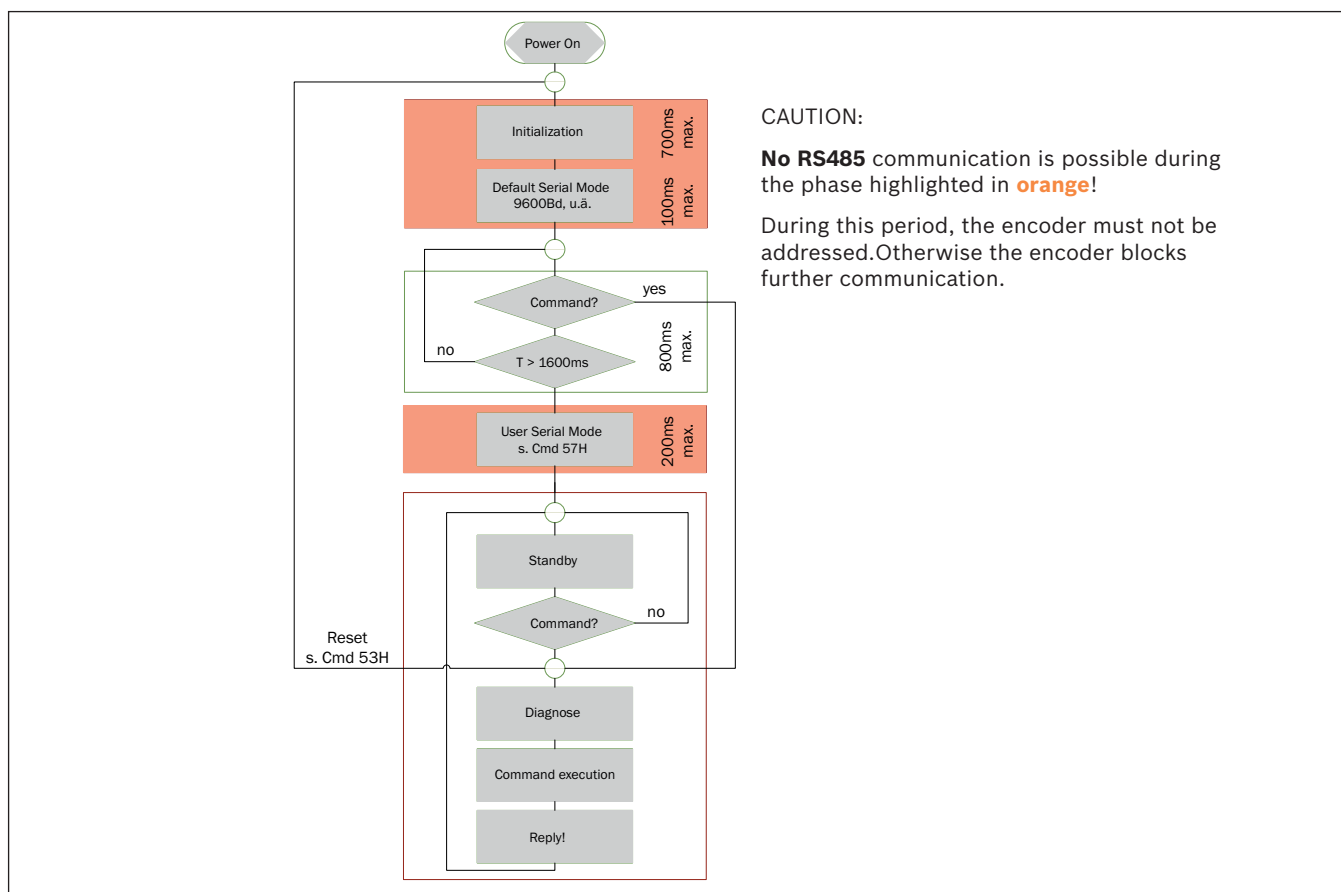 Power On
Initialization
700ms
max.
Default Serial Mode
9600Bd, u.ä.
100ms
max.
Command?
yes
no
T > 1600ms
800ms
max.
User Serial Mode
s. Cmd 57H
200ms
max.
Standby
Command?
no
Reset
s. Cmd 53H
Diagnose
Command execution
Reply!
CAUTION:
No RS485 communication is possible during
the phase highlighted in orange!
During this period, the encoder must not be
addressed.Otherwise the encoder blocks
further communication.